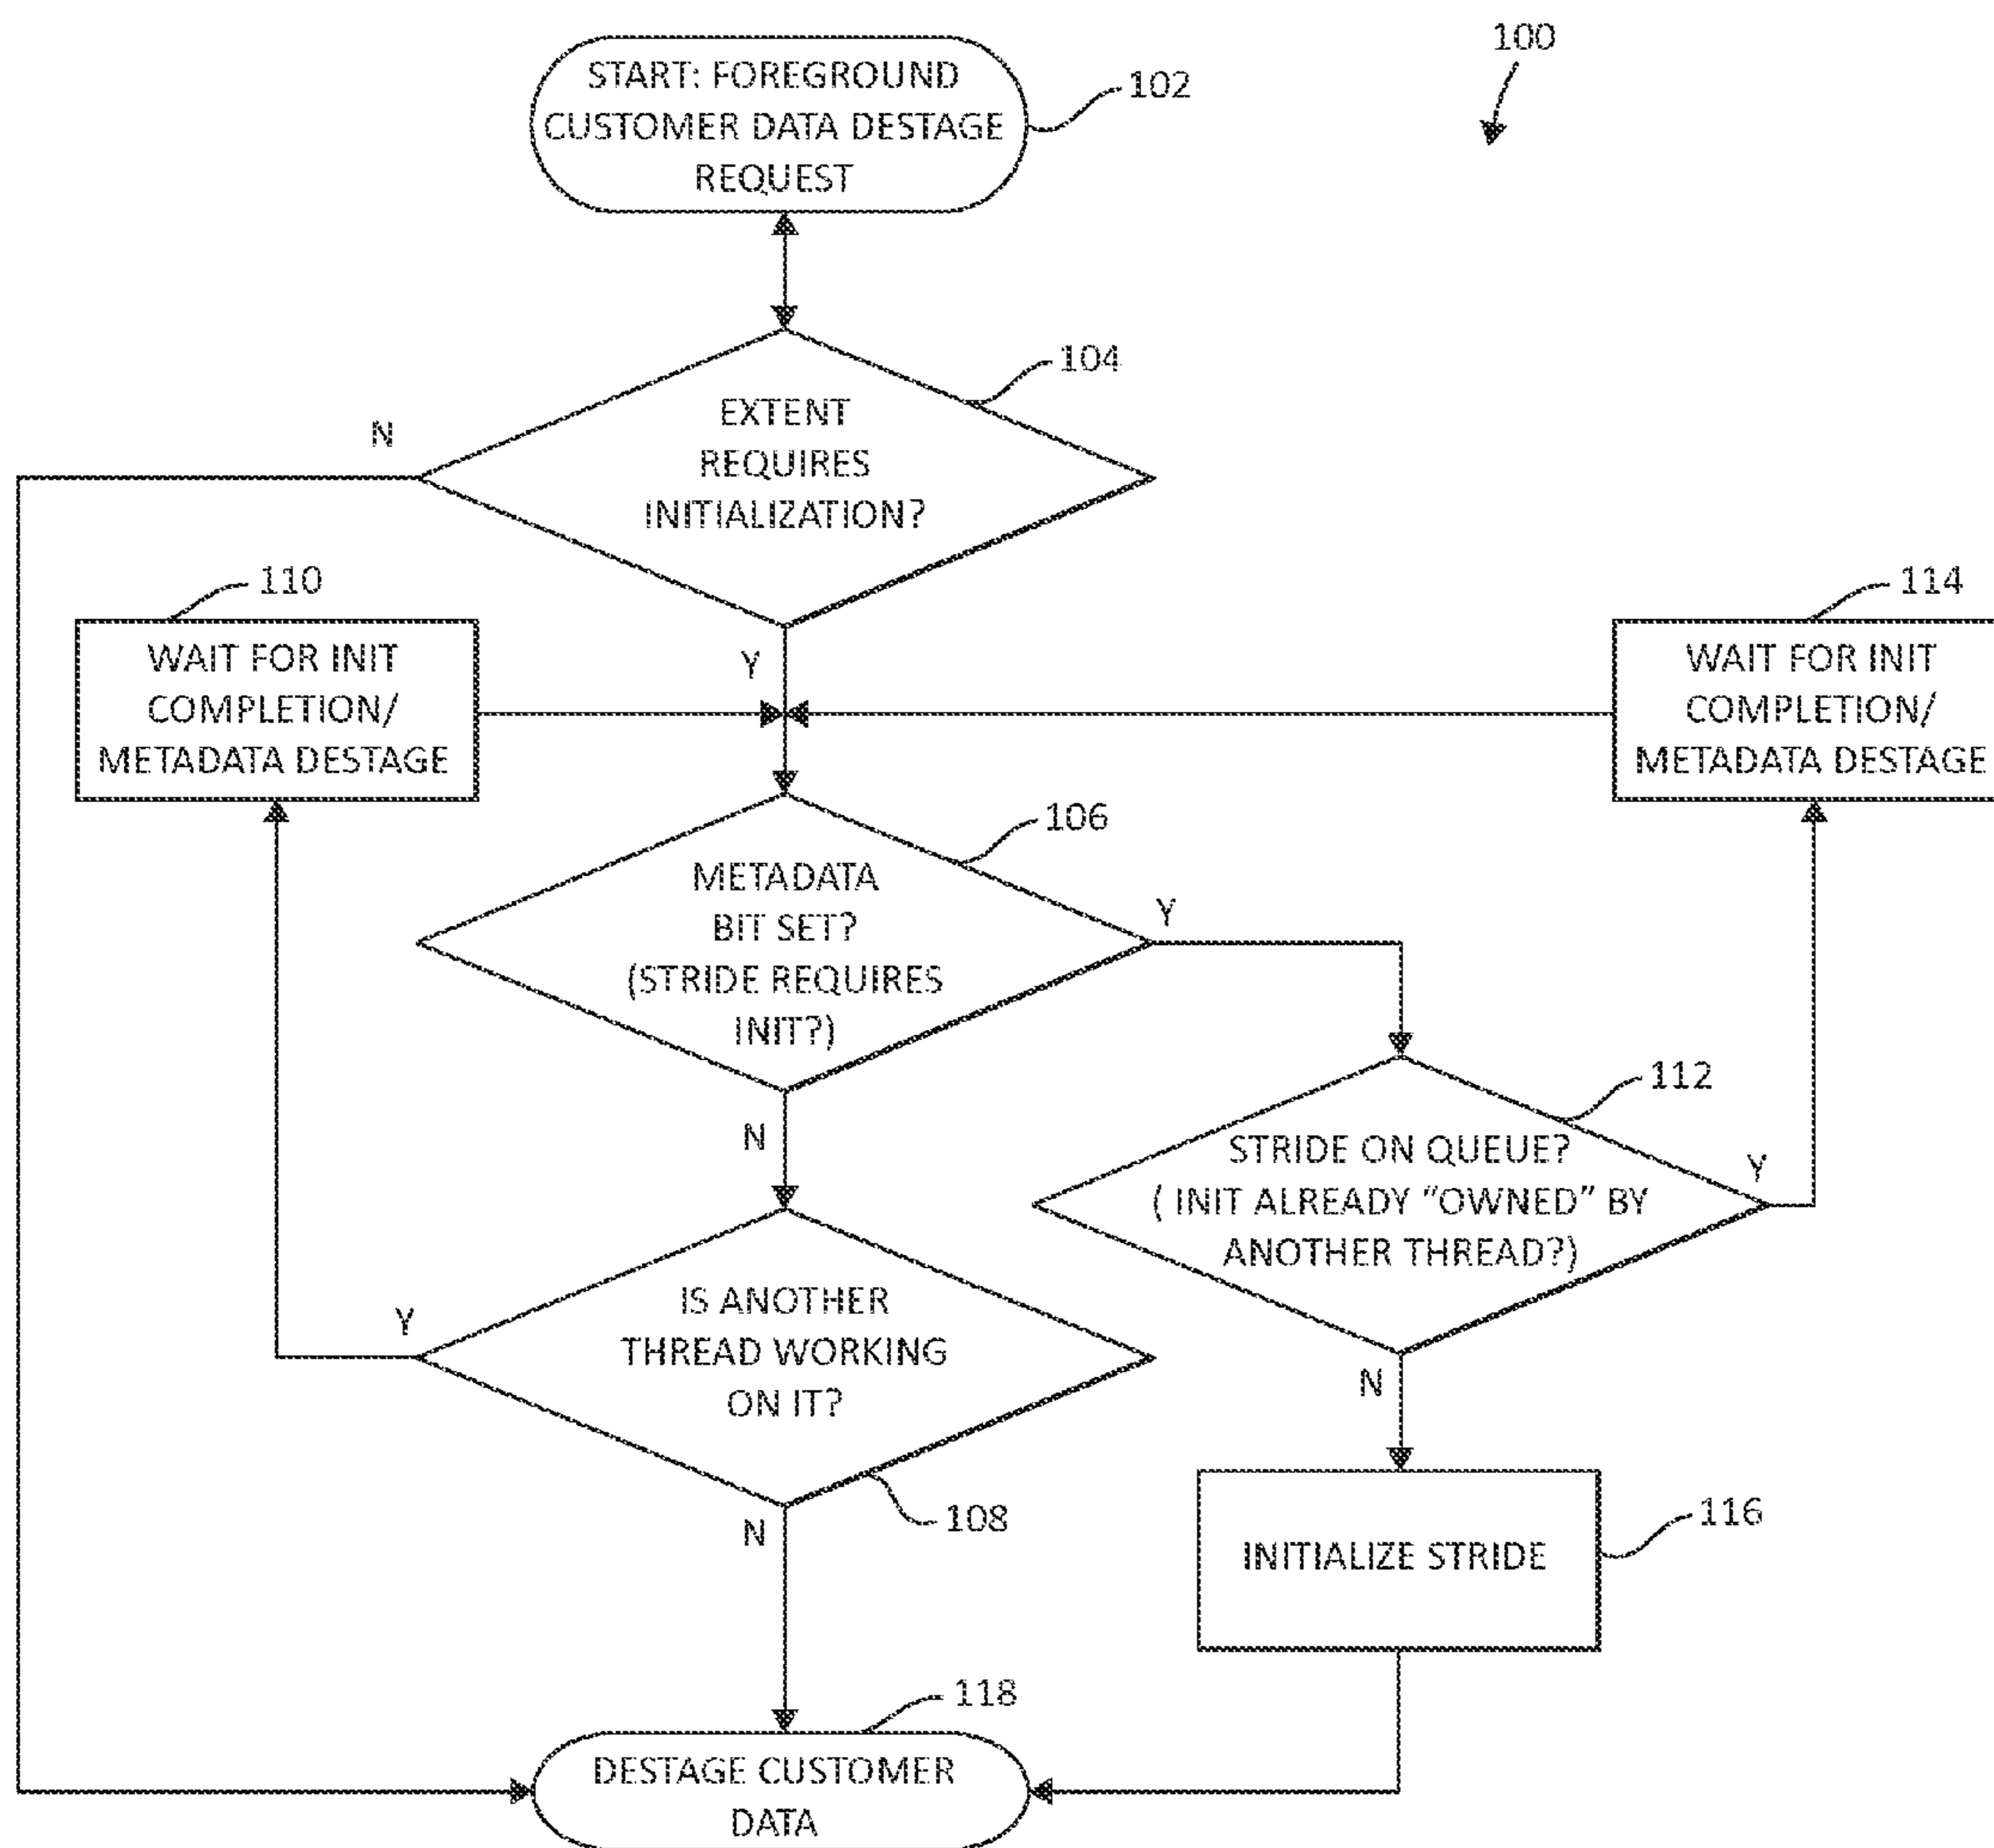 100
START: FOREGROUND
CUSTOMER DATA DESTAGE
REQUEST
102
104
EXTENT
REQUIRES
INITIALIZATION?
N
Y
110
WAIT FOR INIT
COMPLETION/
METADATA DESTAGE
114
WAIT FOR INIT
COMPLETION/
METADATA DESTAGE
106
METADATA
BIT SET?
(STRIDE REQUIRES
INIT?)
Y
N
112
STRIDE ON QUEUE?
( INIT ALREADY "OWNED" BY
ANOTHER THREAD?)
Y
N
IS ANOTHER
THREAD WORKING
ON IT?
Y
N
108
116
INITIALIZE STRIDE
118
DESTAGE CUSTOMER
DATA